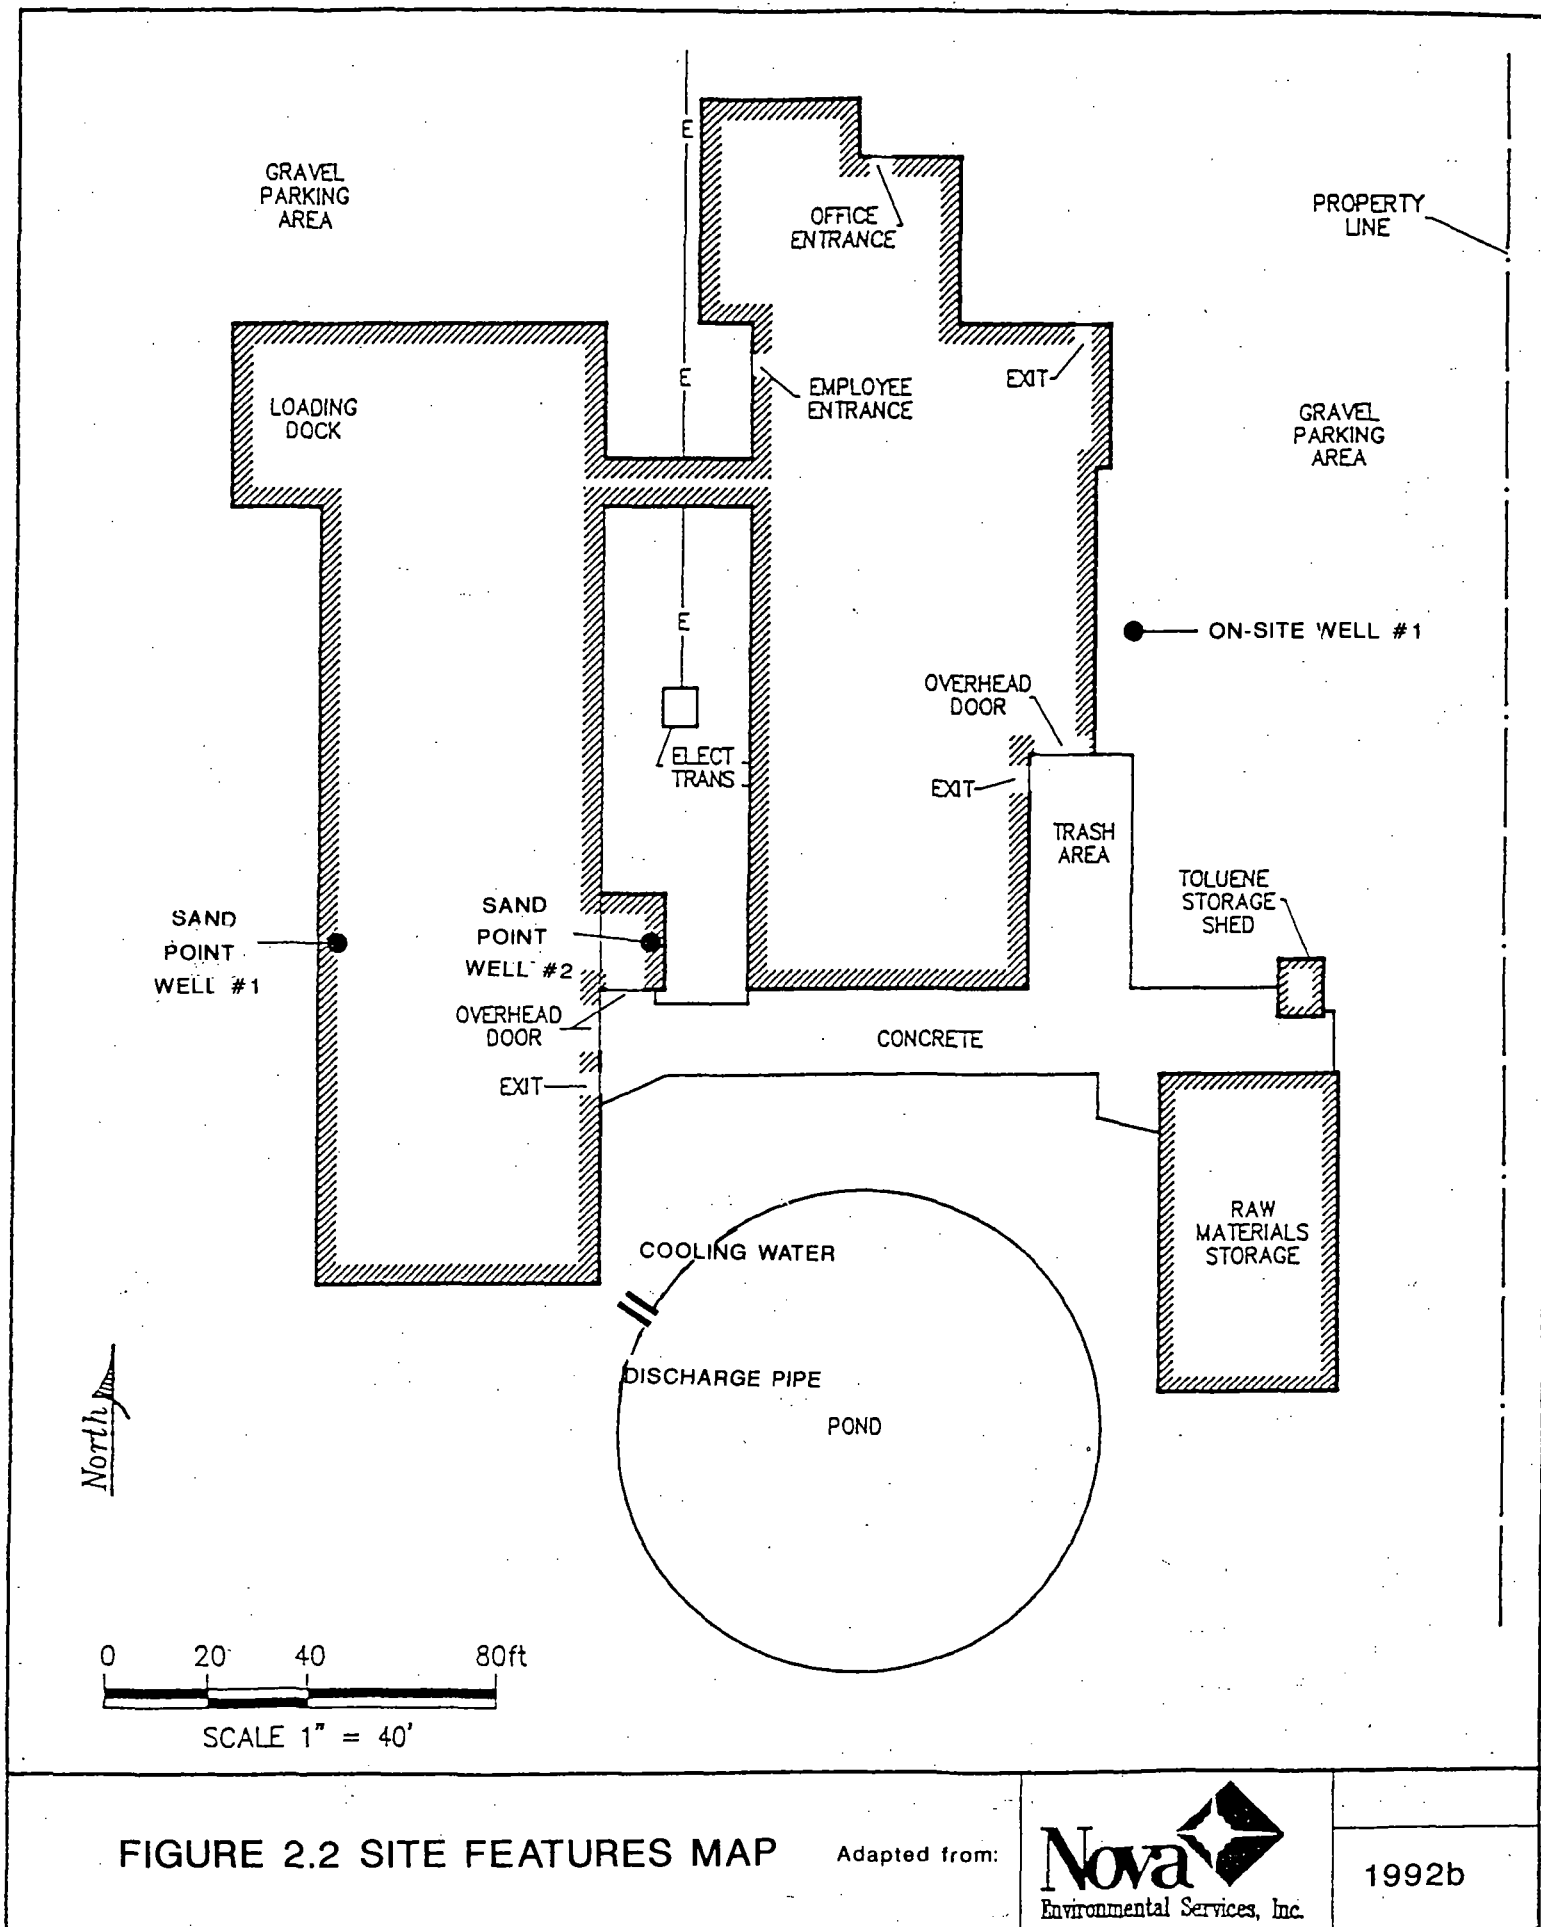 E
GRAVEL
PARKING
AREA
OFFICE
ENTRANCE
PROPERTY
LINE
E
EXIT
EMPLOYEE
ENTRANCE
LOADING
DOCK
GRAVEL
PARKING
AREA
E
ON-SITE WELL #1
OVERHEAD
DOOR
ELECT
TRANS
EXIT
TRASH
AREA
TOLUENE
STORAGE
SHED
SAND
POINT
WELL #1
SAND
POINT
WELL #2
OVERHEAD
DOOR
CONCRETE
EXIT
RAW
MATERIALS
STORAGE
COOLING WATER
DISCHARGE PIPE
POND
North
0 20 40 80ft
SCALE 1" = 40'
FIGURE 2.2 SITE FEATURES MAP
Adapted from:
Nova
Environmental Services, Inc.
1992b